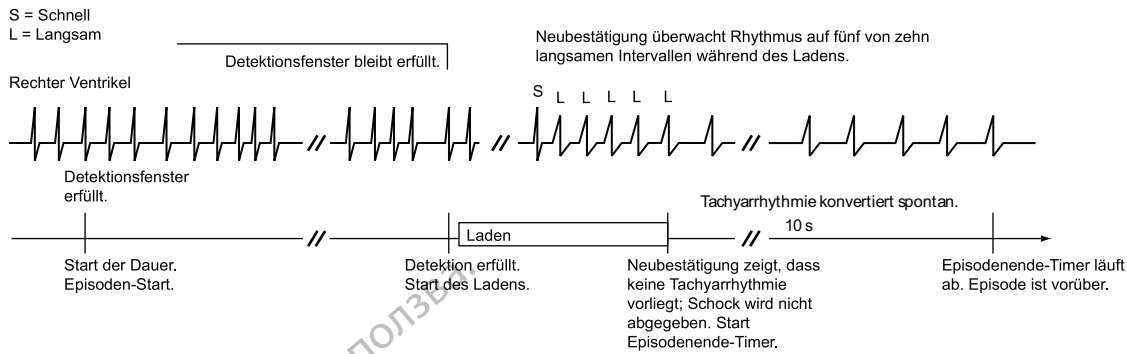 S = Schnell
L = Langsam
Detektionsfenster bleibt erfüllt.
Neubestätigung überwacht Rhythmus auf fünf von zehn
langsamen Intervallen während des Ladens.
Rechter Ventrikel
S L L L L L
Detektionsfenster
erfüllt.
Tachyarrhythmie konvertiert spontan.
10 s
Laden
Start der Dauer.
Episoden-Start.
Detektion erfüllt.
Start des Ladens.
Neubestätigung zeigt, dass
keine Tachyarrhythmie
vorliegt; Schock wird nicht
abgegeben. Start
Episodenende-Timer.
Episodenende-Timer läuft
ab. Episode ist vorüber.